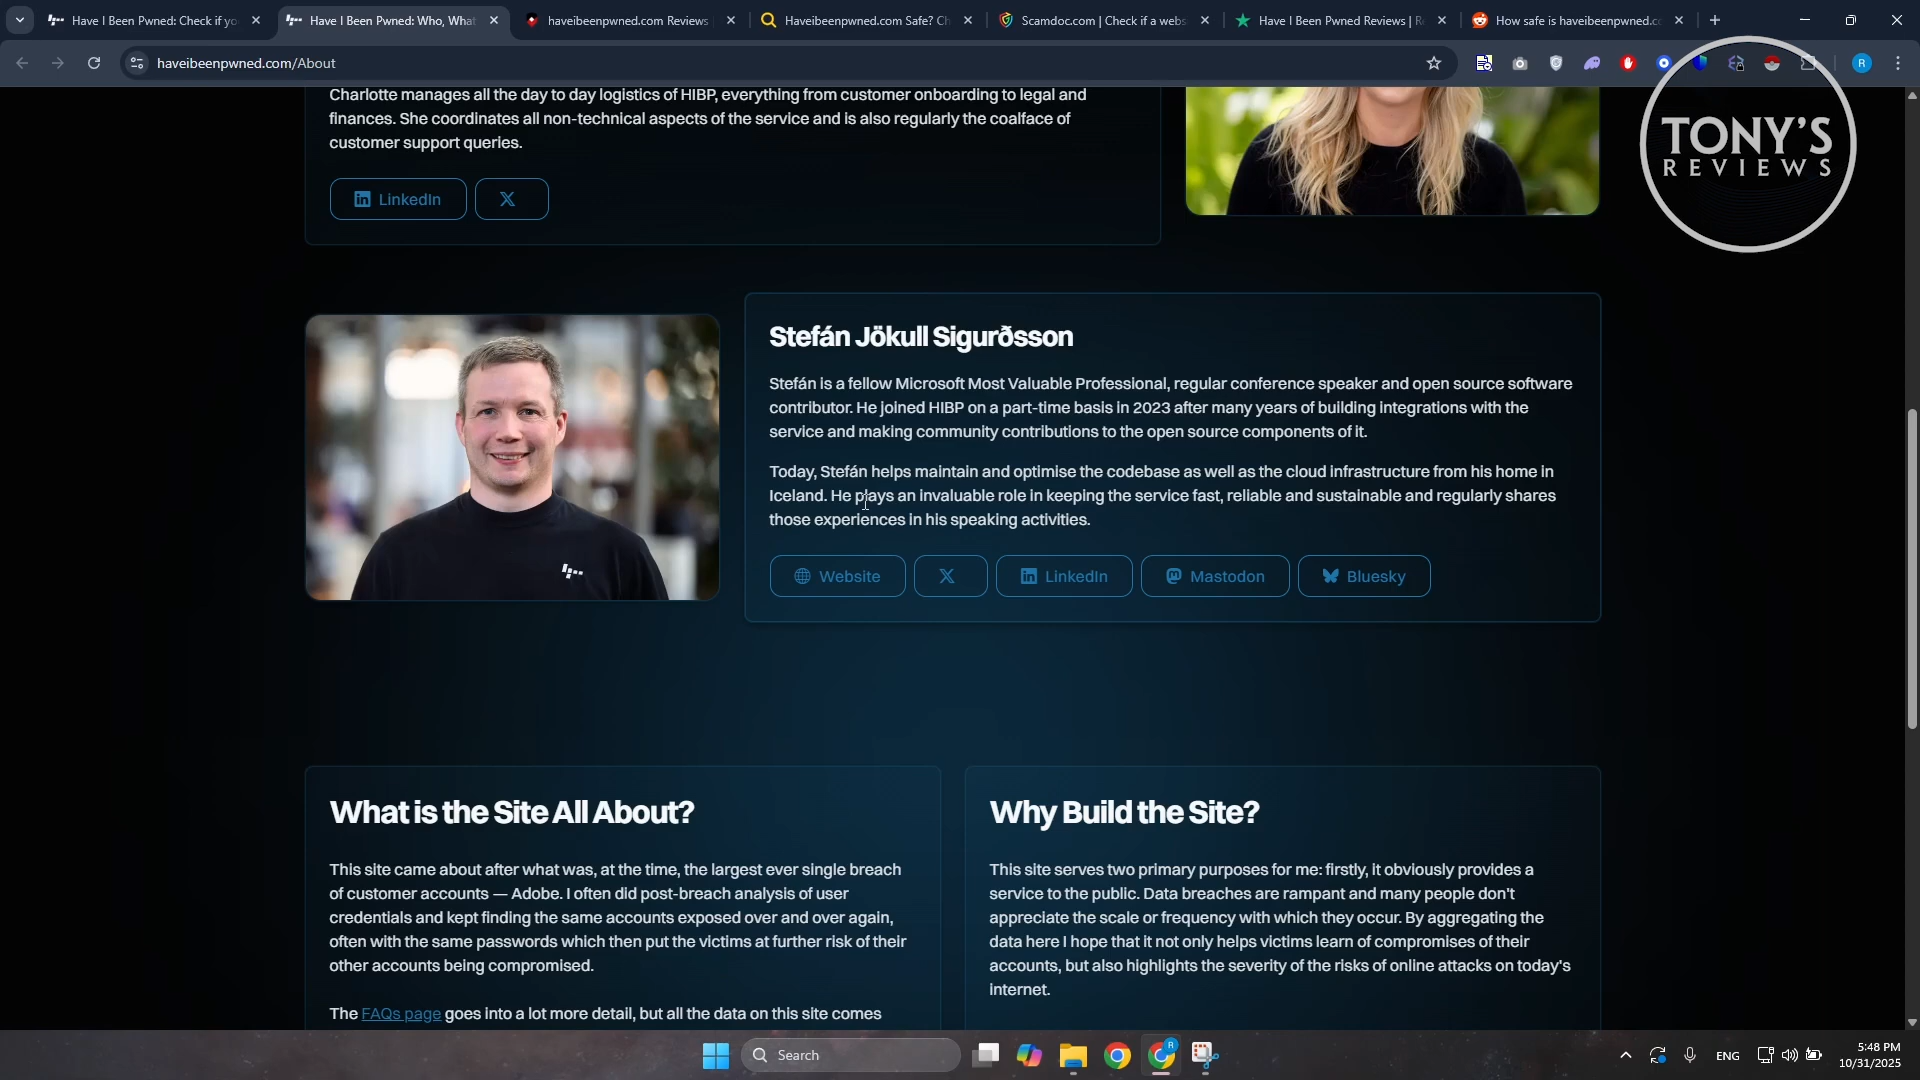 Have I Been Pwned: Check if yo
Have I Been Pwned: Who, What
haveibeenpwned.com Reviews
Haveibeenpwned.com Safe? Ch
Scamdoc.com | Check if a webs
Have I Been Pwned Reviews | R
How safe is haveibeenpwned.co
haveibeenpwned.com/About
R
TONY'S
REVIEWS
Charlotte manages all the day to day logistics of HIBP, everything from customer onboarding to legal and
finances. She coordinates all non-technical aspects of the service and is also regularly the coalface of
customer support queries.
LinkedIn
Stefán Jökull Sigurðsson
Stefán is a fellow Microsoft Most Valuable Professional, regular conference speaker and open source software
contributor. He joined HIBP on a part-time basis in 2023 after many years of building integrations with the
service and making community contributions to the open source components of it.
Today, Stefán helps maintain and optimise the codebase as well as the cloud infrastructure from his home in
Iceland. He plays an invaluable role in keeping the service fast, reliable and sustainable and regularly shares
those experiences in his speaking activities.
Website LinkedIn Mastodon Bluesky
What is the Site All About?
This site came about after what was, at the time, the largest ever single breach
of customer accounts — Adobe. I often did post-breach analysis of user
credentials and kept finding the same accounts exposed over and over again,
often with the same passwords which then put the victims at further risk of their
other accounts being compromised.
The FAQs page goes into a lot more detail, but all the data on this site comes
Why Build the Site?
This site serves two primary purposes for me: firstly, it obviously provides a
service to the public. Data breaches are rampant and many people don't
appreciate the scale or frequency with which they occur. By aggregating the
data here I hope that it not only helps victims learn of compromises of their
accounts, but also highlights the severity of the risks of online attacks on today's
internet.
Search
R
ENG
5:48 PM
10/31/2025